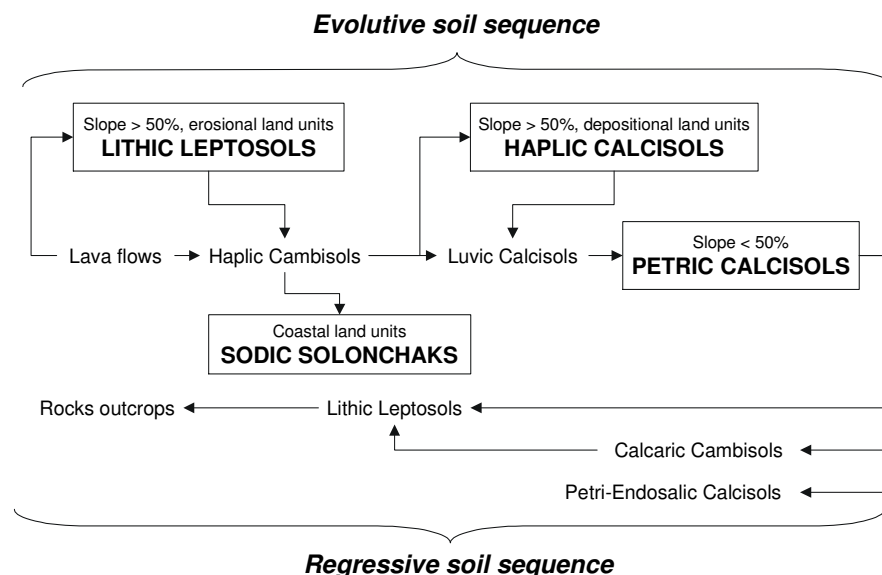 Evolutive soil sequence
Slope > 50%, erosional land units
LITHIC LEPTOSOLS
Slope > 50%, depositional land units
HAPLIC CALCISOLS
Lava flows
Haplic Cambisols
Luvic Calcisols
Slope < 50%
PETRIC CALCISOLS
Coastal land units
SODIC SOLONCHAKS
Rocks outcrops
Lithic Leptosols
Calcaric Cambisols
Petri-Endosalic Calcisols
Regressive soil sequence